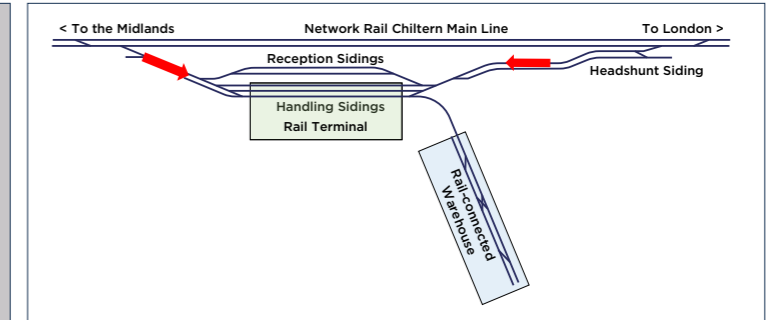 < To the Midlands
Network Rail Chiltern Main Line
To London >
Reception Sidings
Headshunt Siding
Handling Sidings
Rail Terminal
Rail-connected
Warehouse